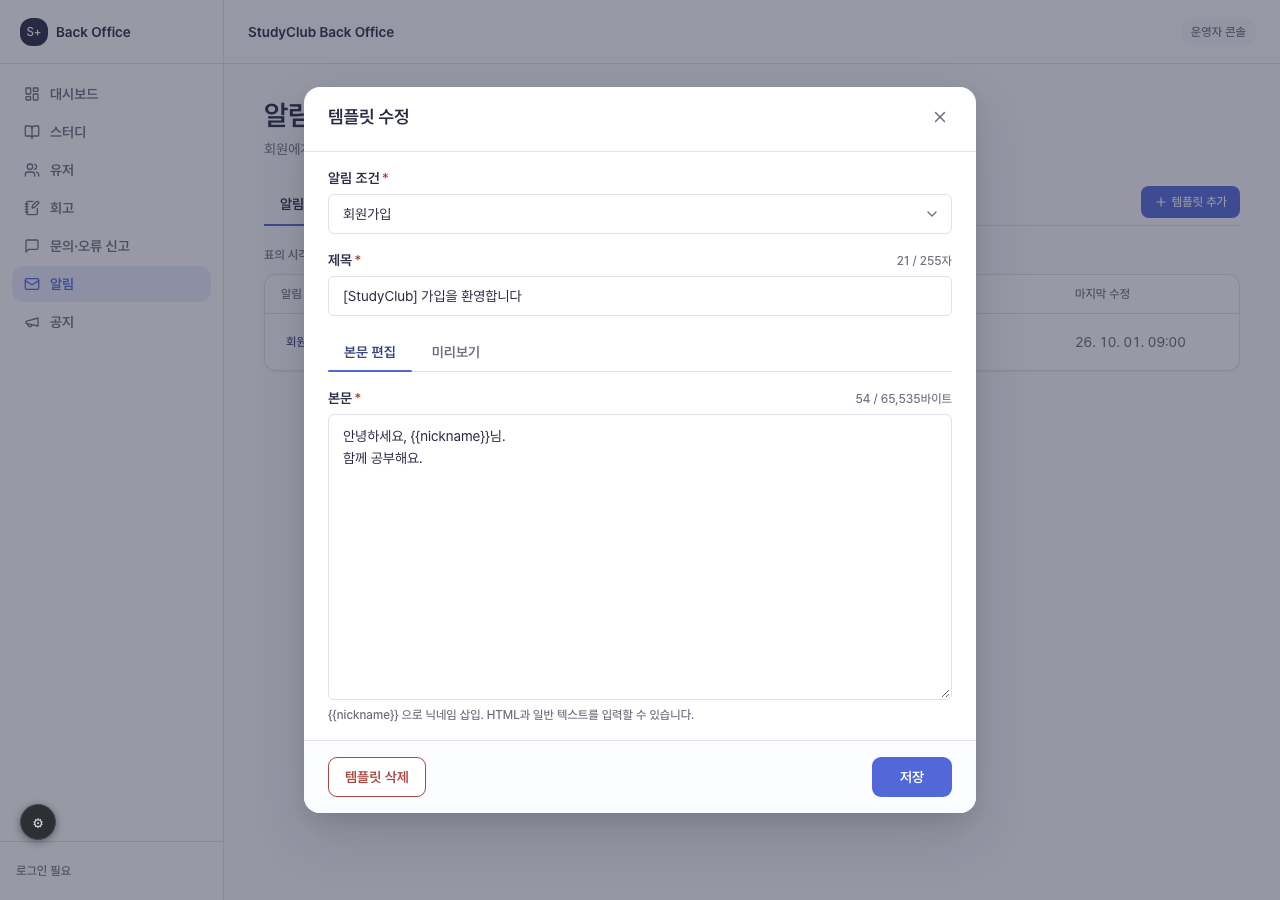 S+ Back Office
StudyClub Back Office
운영자 콘솔
대시보드
스터디
유저
회고
문의·오류 신고
알림
공지
로그인 필요
알림
회원에게
알림
템플릿 추가
표의 시각
알림
마지막 수정
회원
26. 10. 01. 09:00
템플릿 수정
알림 조건 *
회원가입
제목 *
21 / 255자
[StudyClub] 가입을 환영합니다
본문 편집
미리보기
본문 *
54 / 65,535바이트
안녕하세요, {{nickname}}님.
함께 공부해요.
{{nickname}} 으로 닉네임 삽입. HTML과 일반 텍스트를 입력할 수 있습니다.
템플릿 삭제
저장